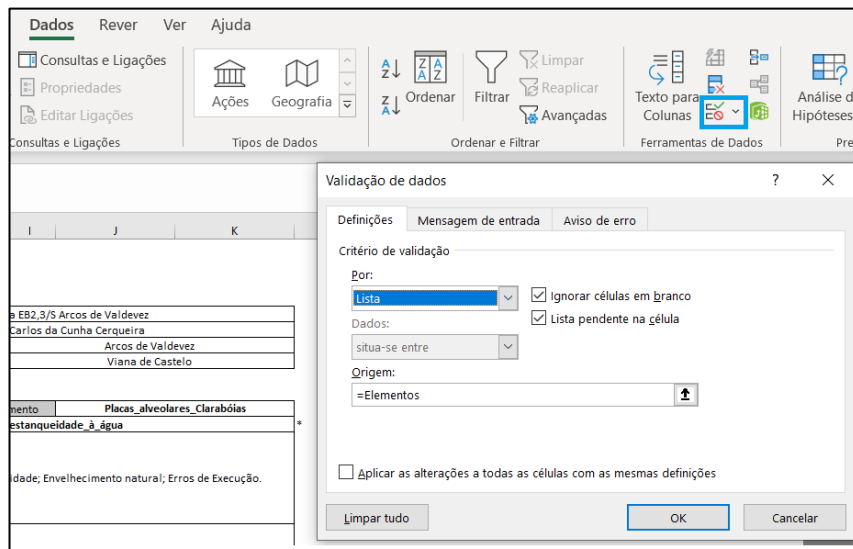 Dados Rever Ver Ajuda
Consultas e Ligações
Propriedades
Editar Ligações
Consultas e Ligações
Ações
Geografia
Tipos de Dados
Ordenar
Filtrar
Limpar
Reaplicar
Avançadas
Ordenar e Filtrar
Texto para
Colunas
Ferramentas de Dados
Análise d
Hipóteses
Pre
I J K
a EB2,3/S Arcos de Valdevez
Carlos da Cunha Cerqueira
Arcos de Valdevez
Viana de Castelo
mento Placas_alveolares_Clarabóias
estanqueidade_à_água *
idade; Envelhecimento natural; Erros de Execução.
Validação de dados ? ×
Definições Mensagem de entrada Aviso de erro
Critério de validação
Por:
Lista
Ignorar células em branco
Dados:
Lista pendente na célula
situa-se entre
Origem:
=Elementos
Aplicar as alterações a todas as células com as mesmas definições
Limpar tudo OK Cancelar